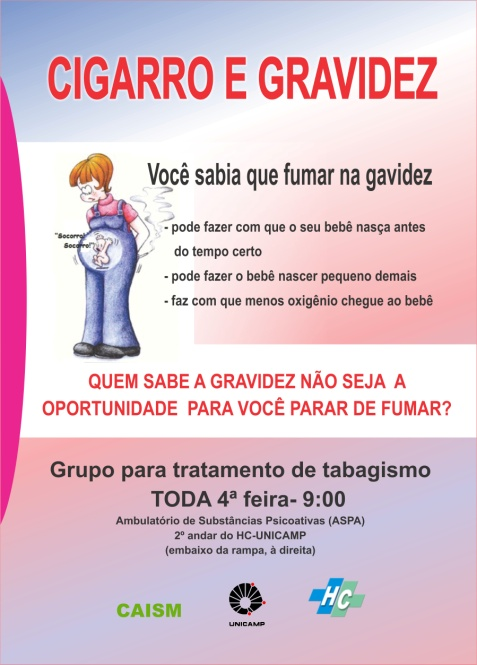 CIGARRO E GRAVIDEZ
Você sabia que fumar na gavidez
"Socorro!
Socorro!"
- pode fazer com que o seu bebê nasça antes
do tempo certo
- pode fazer o bebê nascer pequeno demais
- faz com que menos oxigênio chegue ao bebê
QUEM SABE A GRAVIDEZ NÃO SEJA A
OPORTUNIDADE PARA VOCÊ PARAR DE FUMAR?
Grupo para tratamento de tabagismo
TODA 4ª feira- 9:00
Ambulatório de Substâncias Psicoativas (ASPA)
2º andar do HC-UNICAMP
(embaixo da rampa, à direita)
CAISM
UNICAMP
HC